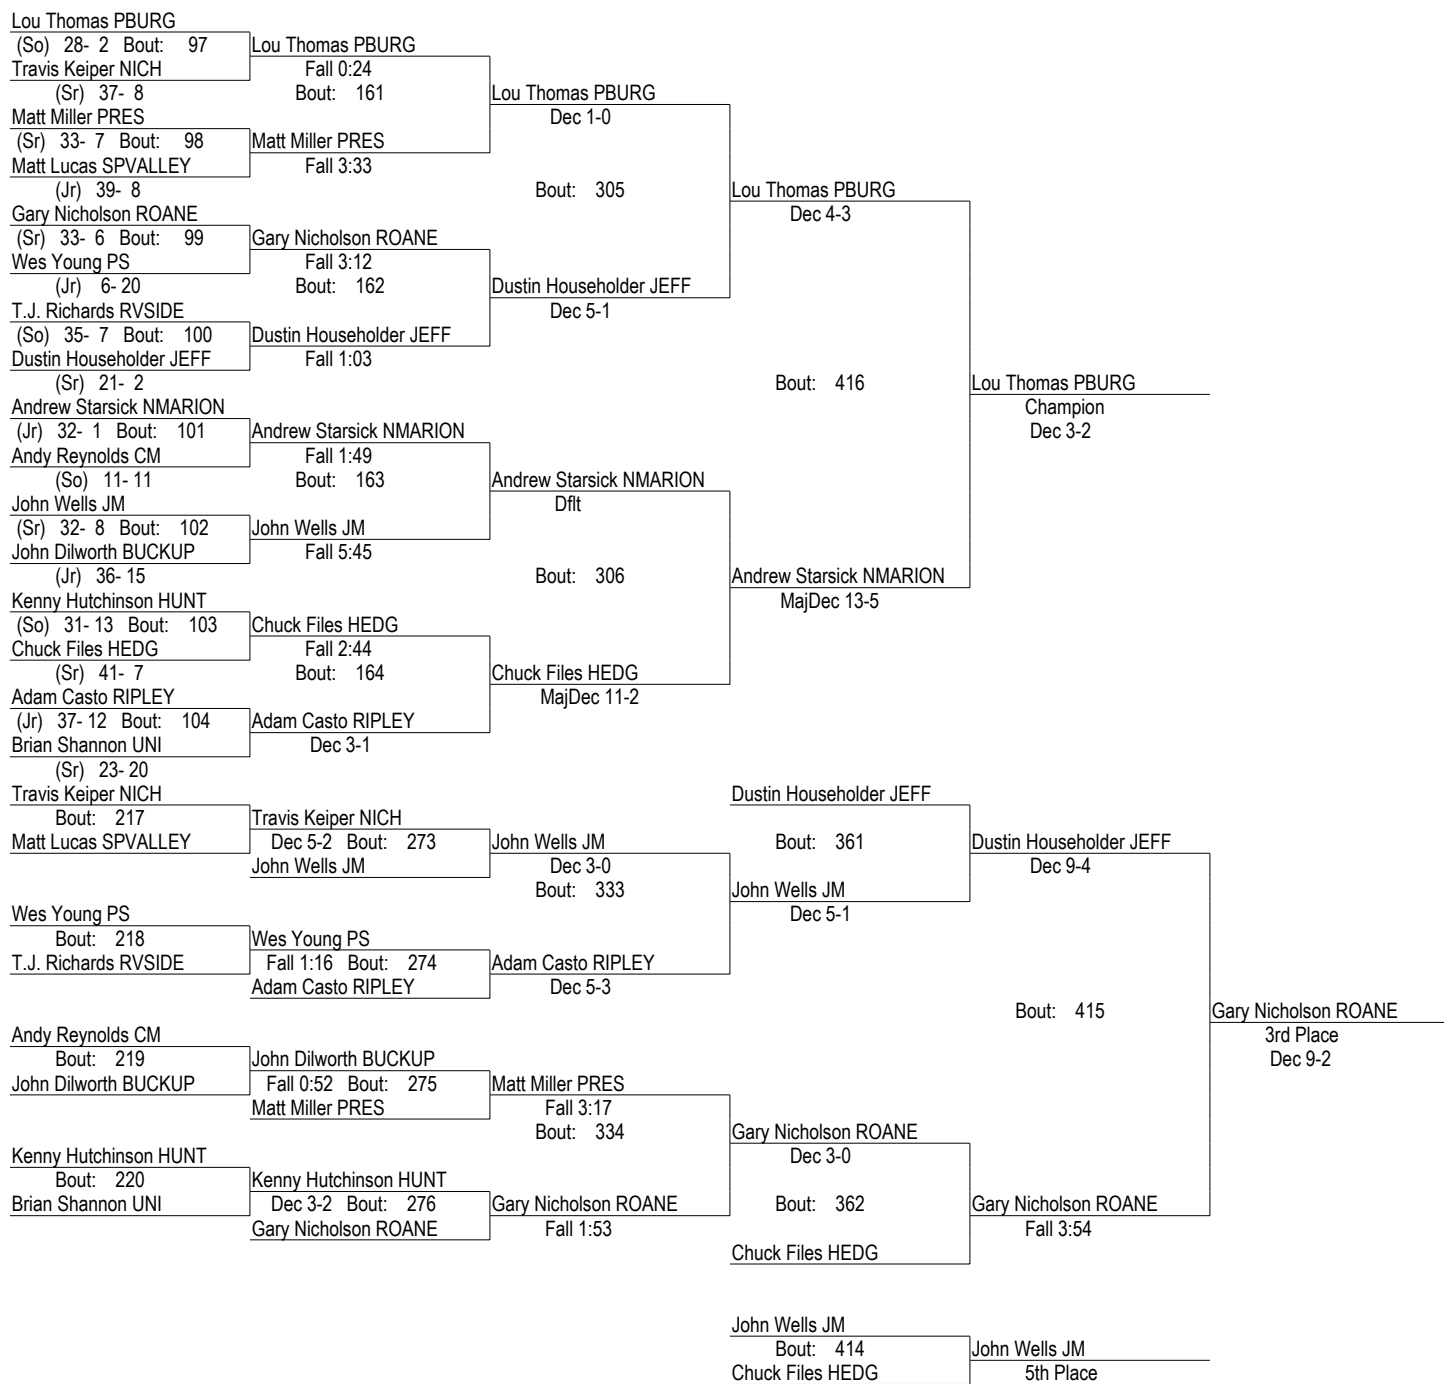 Lou Thomas PBURG
(So) 28- 2 Bout: 97 Lou Thomas PBURG
Travis Keiper NICH Fall 0:24
(Sr) 37- 8 Bout: 161 Lou Thomas PBURG
Matt Miller PRES Dec 1-0
(Sr) 33- 7 Bout: 98 Matt Miller PRES
Matt Lucas SPVALLEY Fall 3:33
(Jr) 39- 8 Bout: 305 Lou Thomas PBURG
Gary Nicholson ROANE Dec 4-3
(Sr) 33- 6 Bout: 99 Gary Nicholson ROANE
Wes Young PS Fall 3:12
(Jr) 6- 20 Bout: 162 Dustin Householder JEFF
T.J. Richards RVSIDE Dec 5-1
(So) 35- 7 Bout: 100 Dustin Householder JEFF
Dustin Householder JEFF Fall 1:03
(Sr) 21- 2 Bout: 416 Lou Thomas PBURG
Andrew Starsick NMARION Champion
(Jr) 32- 1 Bout: 101 Andrew Starsick NMARION Dec 3-2
Andy Reynolds CM Fall 1:49
(So) 11- 11 Bout: 163 Andrew Starsick NMARION
John Wells JM Dflt
(Sr) 32- 8 Bout: 102 John Wells JM
John Dilworth BUCKUP Fall 5:45
(Jr) 36- 15 Bout: 306 Andrew Starsick NMARION
Kenny Hutchinson HUNT MajDec 13-5
(So) 31- 13 Bout: 103 Chuck Files HEDG
Chuck Files HEDG Fall 2:44
(Sr) 41- 7 Bout: 164 Chuck Files HEDG
Adam Casto RIPLEY MajDec 11-2
(Jr) 37- 12 Bout: 104 Adam Casto RIPLEY
Brian Shannon UNI Dec 3-1
(Sr) 23- 20
Travis Keiper NICH Dustin Householder JEFF
Bout: 217 Travis Keiper NICH
Matt Lucas SPVALLEY Dec 5-2 Bout: 273 John Wells JM Bout: 361 Dustin Householder JEFF
John Wells JM Dec 3-0 Dec 9-4
Bout: 333 John Wells JM
Wes Young PS Dec 5-1
Bout: 218 Wes Young PS
T.J. Richards RVSIDE Fall 1:16 Bout: 274 Adam Casto RIPLEY
Adam Casto RIPLEY Dec 5-3
Bout: 415 Gary Nicholson ROANE
Andy Reynolds CM 3rd Place
Bout: 219 John Dilworth BUCKUP Dec 9-2
John Dilworth BUCKUP Fall 0:52 Bout: 275 Matt Miller PRES
Matt Miller PRES Fall 3:17
Bout: 334 Gary Nicholson ROANE
Kenny Hutchinson HUNT Dec 3-0
Bout: 220 Kenny Hutchinson HUNT
Brian Shannon UNI Dec 3-2 Bout: 276 Gary Nicholson ROANE Bout: 362 Gary Nicholson ROANE
Gary Nicholson ROANE Fall 1:53 Fall 3:54
Chuck Files HEDG
John Wells JM
Bout: 414 John Wells JM
Chuck Files HEDG 5th Place